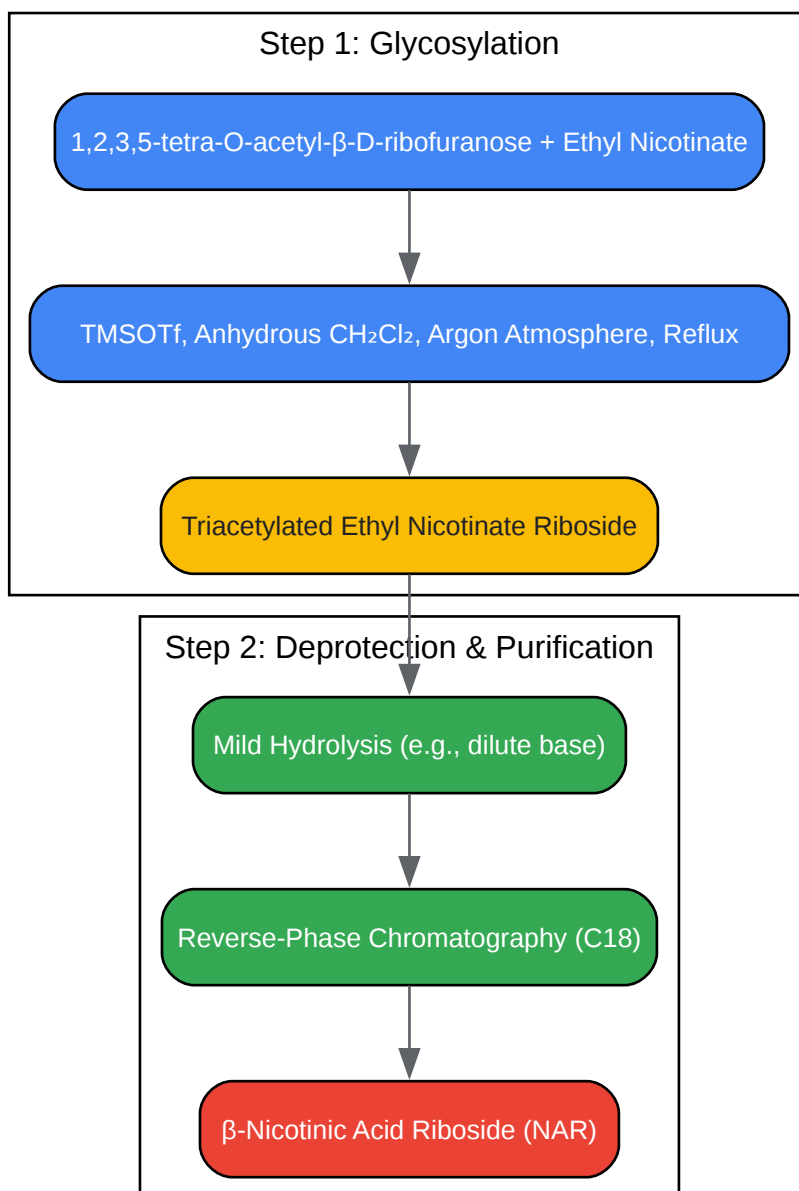 Step 1: Glycosylation
1,2,3,5-tetra-O-acetyl-β-D-ribofuranose + Ethyl Nicotinate
TMSOTf, Anhydrous CH₂Cl₂, Argon Atmosphere, Reflux
Triacetylated Ethyl Nicotinate Riboside
Step 2: Deprotection & Purification
Mild Hydrolysis (e.g., dilute base)
Reverse-Phase Chromatography (C18)
β-Nicotinic Acid Riboside (NAR)